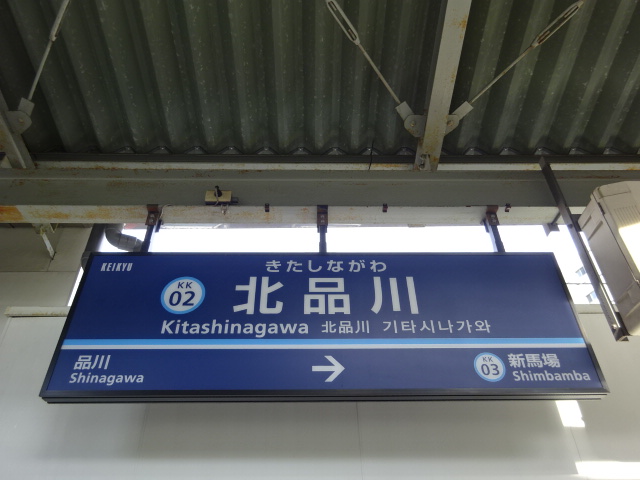 KEIKYU
きたしながわ
KK
02
北品川
Kitashinagawa 北品川 기타시나가와
品川
Shinagawa
→
KK
03
新馬場
Shimbamba